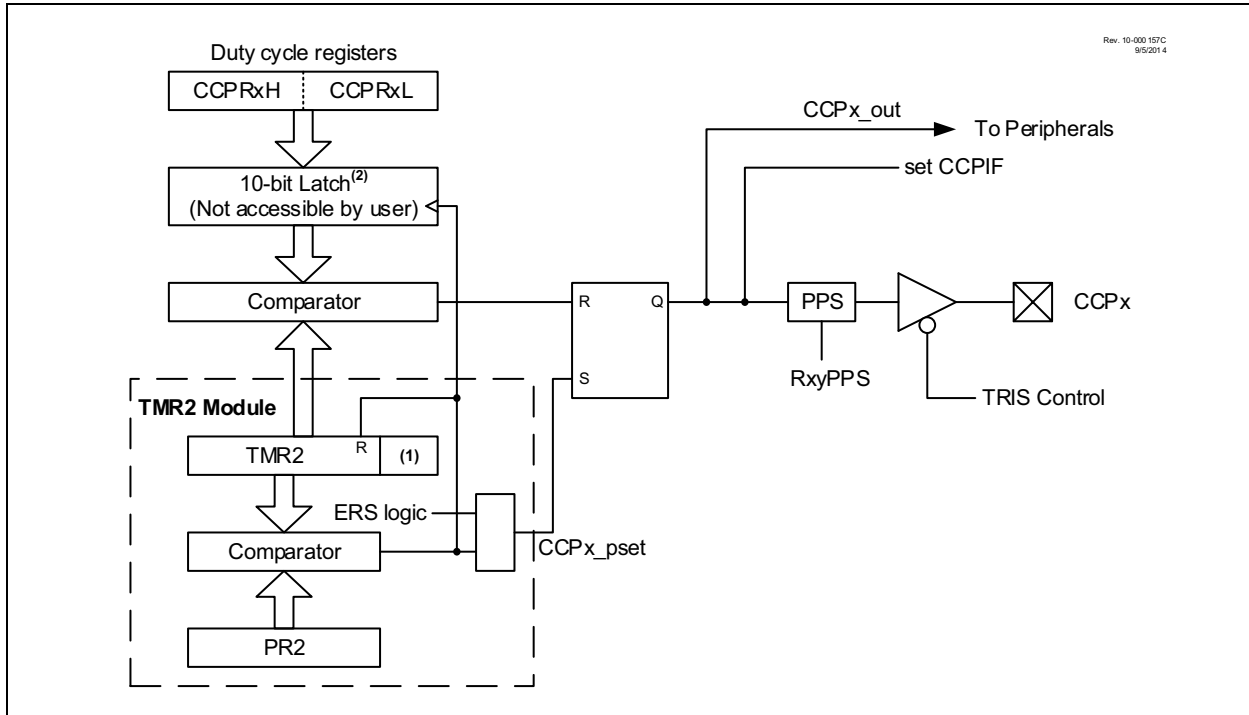 Rev. 10-000 157C
9/5/2014
Duty cycle registers
CCPRxH CCPRxL
CCPx_out
To Peripherals
set CCPIF
10-bit Latch(2)
(Not accessible by user)
Comparator
R Q
PPS
CCPx
S
RxyPPS
TRIS Control
TMR2 Module
R
TMR2 (1)
ERS logic
Comparator
CCPx_pset
PR2